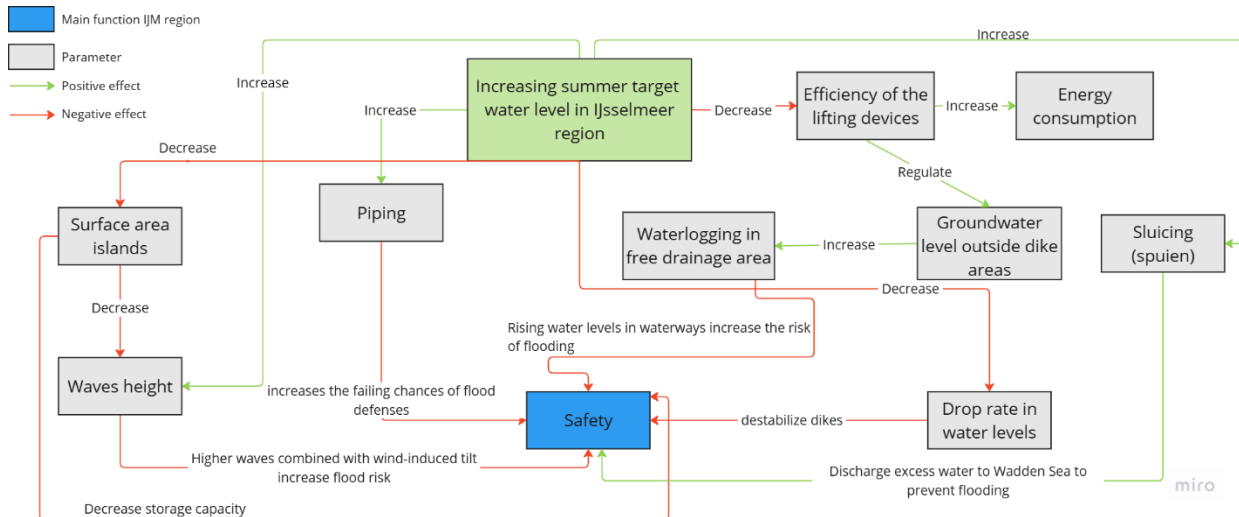 Main function IJM region
Parameter
Positive effect
Negative effect
Increase
Increase
Increase
Increasing summer target
water level in IJsselmeer
region
Decrease
Efficiency of the
lifting devices
Increase
Energy
consumption
Decrease
Regulate
Surface area
islands
Piping
Waterlogging in
free drainage area
Increase
Groundwater
level outside dike
areas
Sluicing
(spuien)
Decrease
Decrease
Rising water levels in waterways increase the risk
of flooding
Waves height
increases the failing chances of flood
defenses
Safety
destabilize dikes
Drop rate in
water levels
Higher waves combined with wind-induced tilt
increase flood risk
Discharge excess water to Wadden Sea to
prevent flooding
Decrease storage capacity
miro